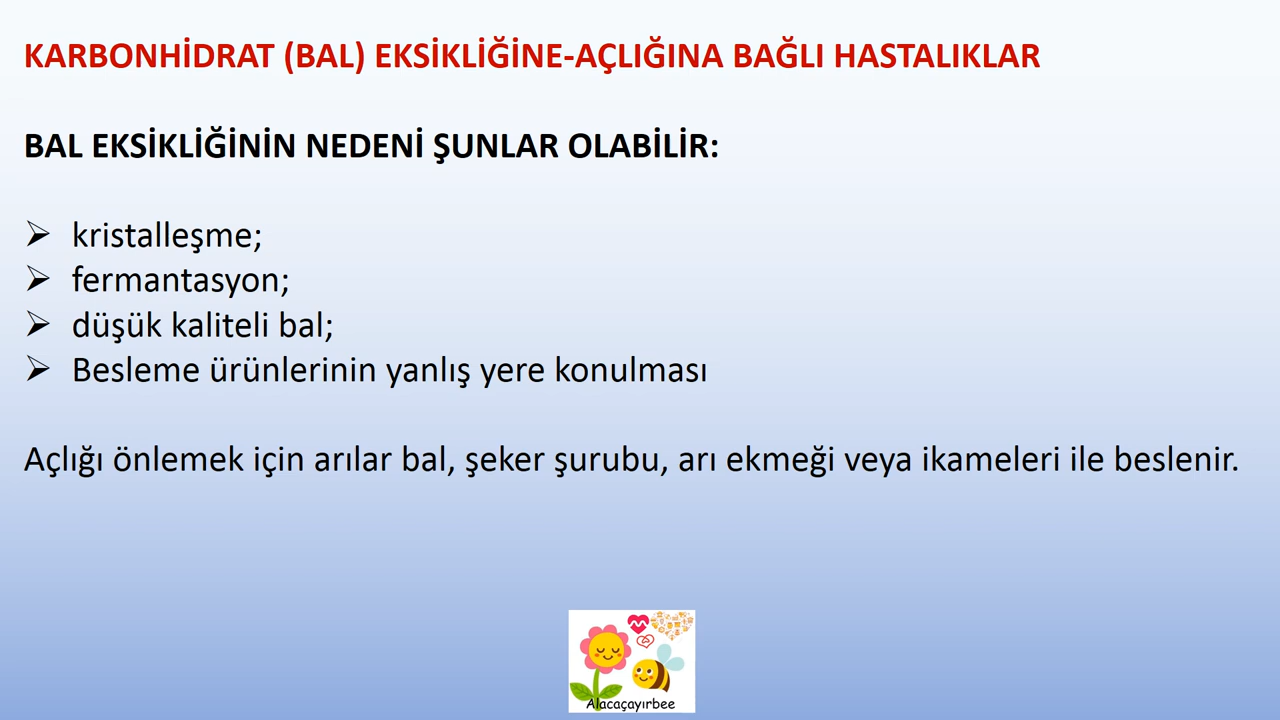 KARBONHİDRAT (BAL) EKSİKLİĞİNE-AÇLIĞINA BAĞLI HASTALIKLAR
BAL EKSİKLİĞİNİN NEDENİ ŞUNLAR OLABİLİR:
➢ kristalleşme;
➢ fermantasyon;
➢ düşük kaliteli bal;
➢ Besleme ürünlerinin yanlış yere konulması
Açlığı önlemek için arılar bal, şeker şurubu, arı ekmeği veya ikameleri ile beslenir.
Alacaçayırbee